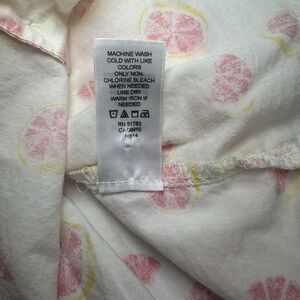 MACHINE WASH
COLD WITH LIKE
COLORS
ONLY NON-
CHLORINE BLEACH
WHEN NEEDED
LINE DRY
WARM IRON IF
NEEDED
RN 51763